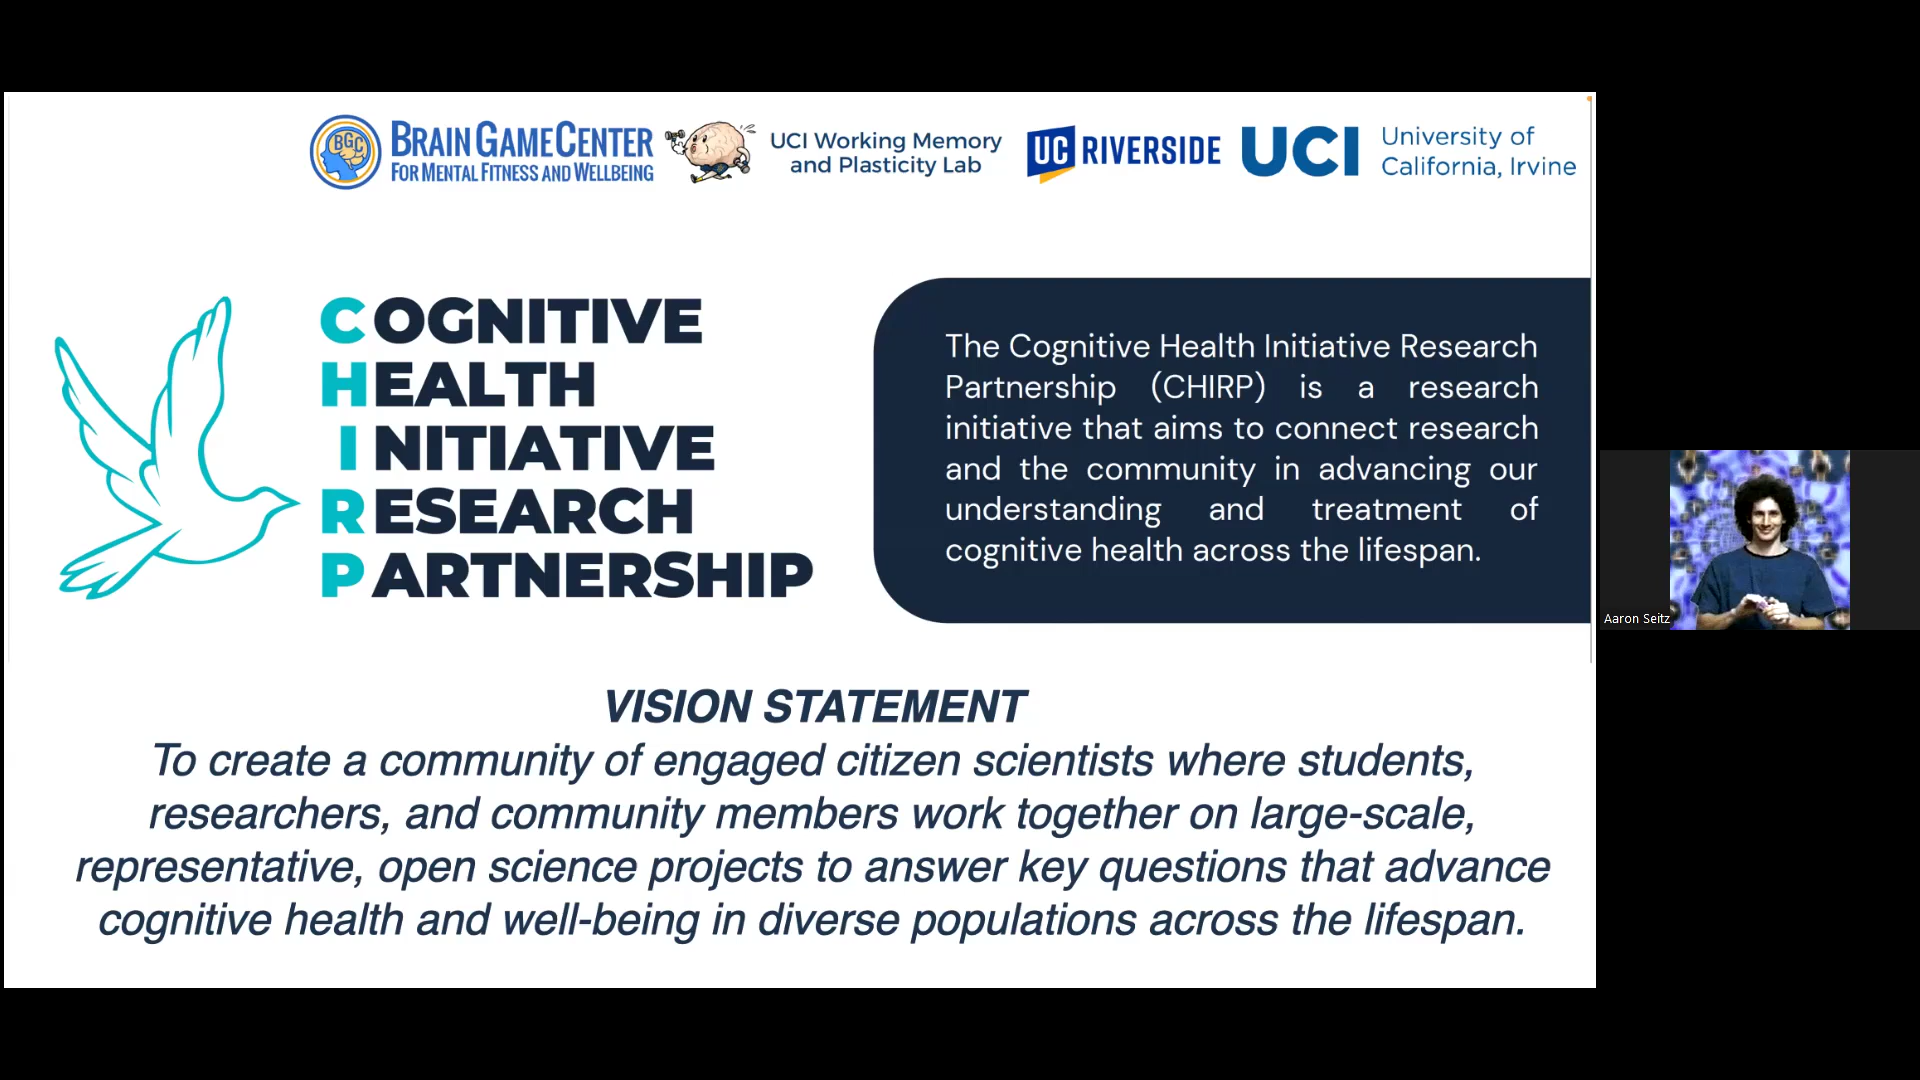 BGC
BRAIN GAME CENTER
FOR MENTAL FITNESS AND WELLBEING
UCI Working Memory
and Plasticity Lab
UC RIVERSIDE
UCI
University of
California, Irvine
COGNITIVE
HEALTH
INITIATIVE
RESEARCH
PARTNERSHIP
The Cognitive Health Initiative Research
Partnership (CHIRP) is a research
initiative that aims to connect research
and the community in advancing our
understanding and treatment of
cognitive health across the lifespan.
Aaron Seitz
VISION STATEMENT
To create a community of engaged citizen scientists where students,
researchers, and community members work together on large-scale,
representative, open science projects to answer key questions that advance
cognitive health and well-being in diverse populations across the lifespan.